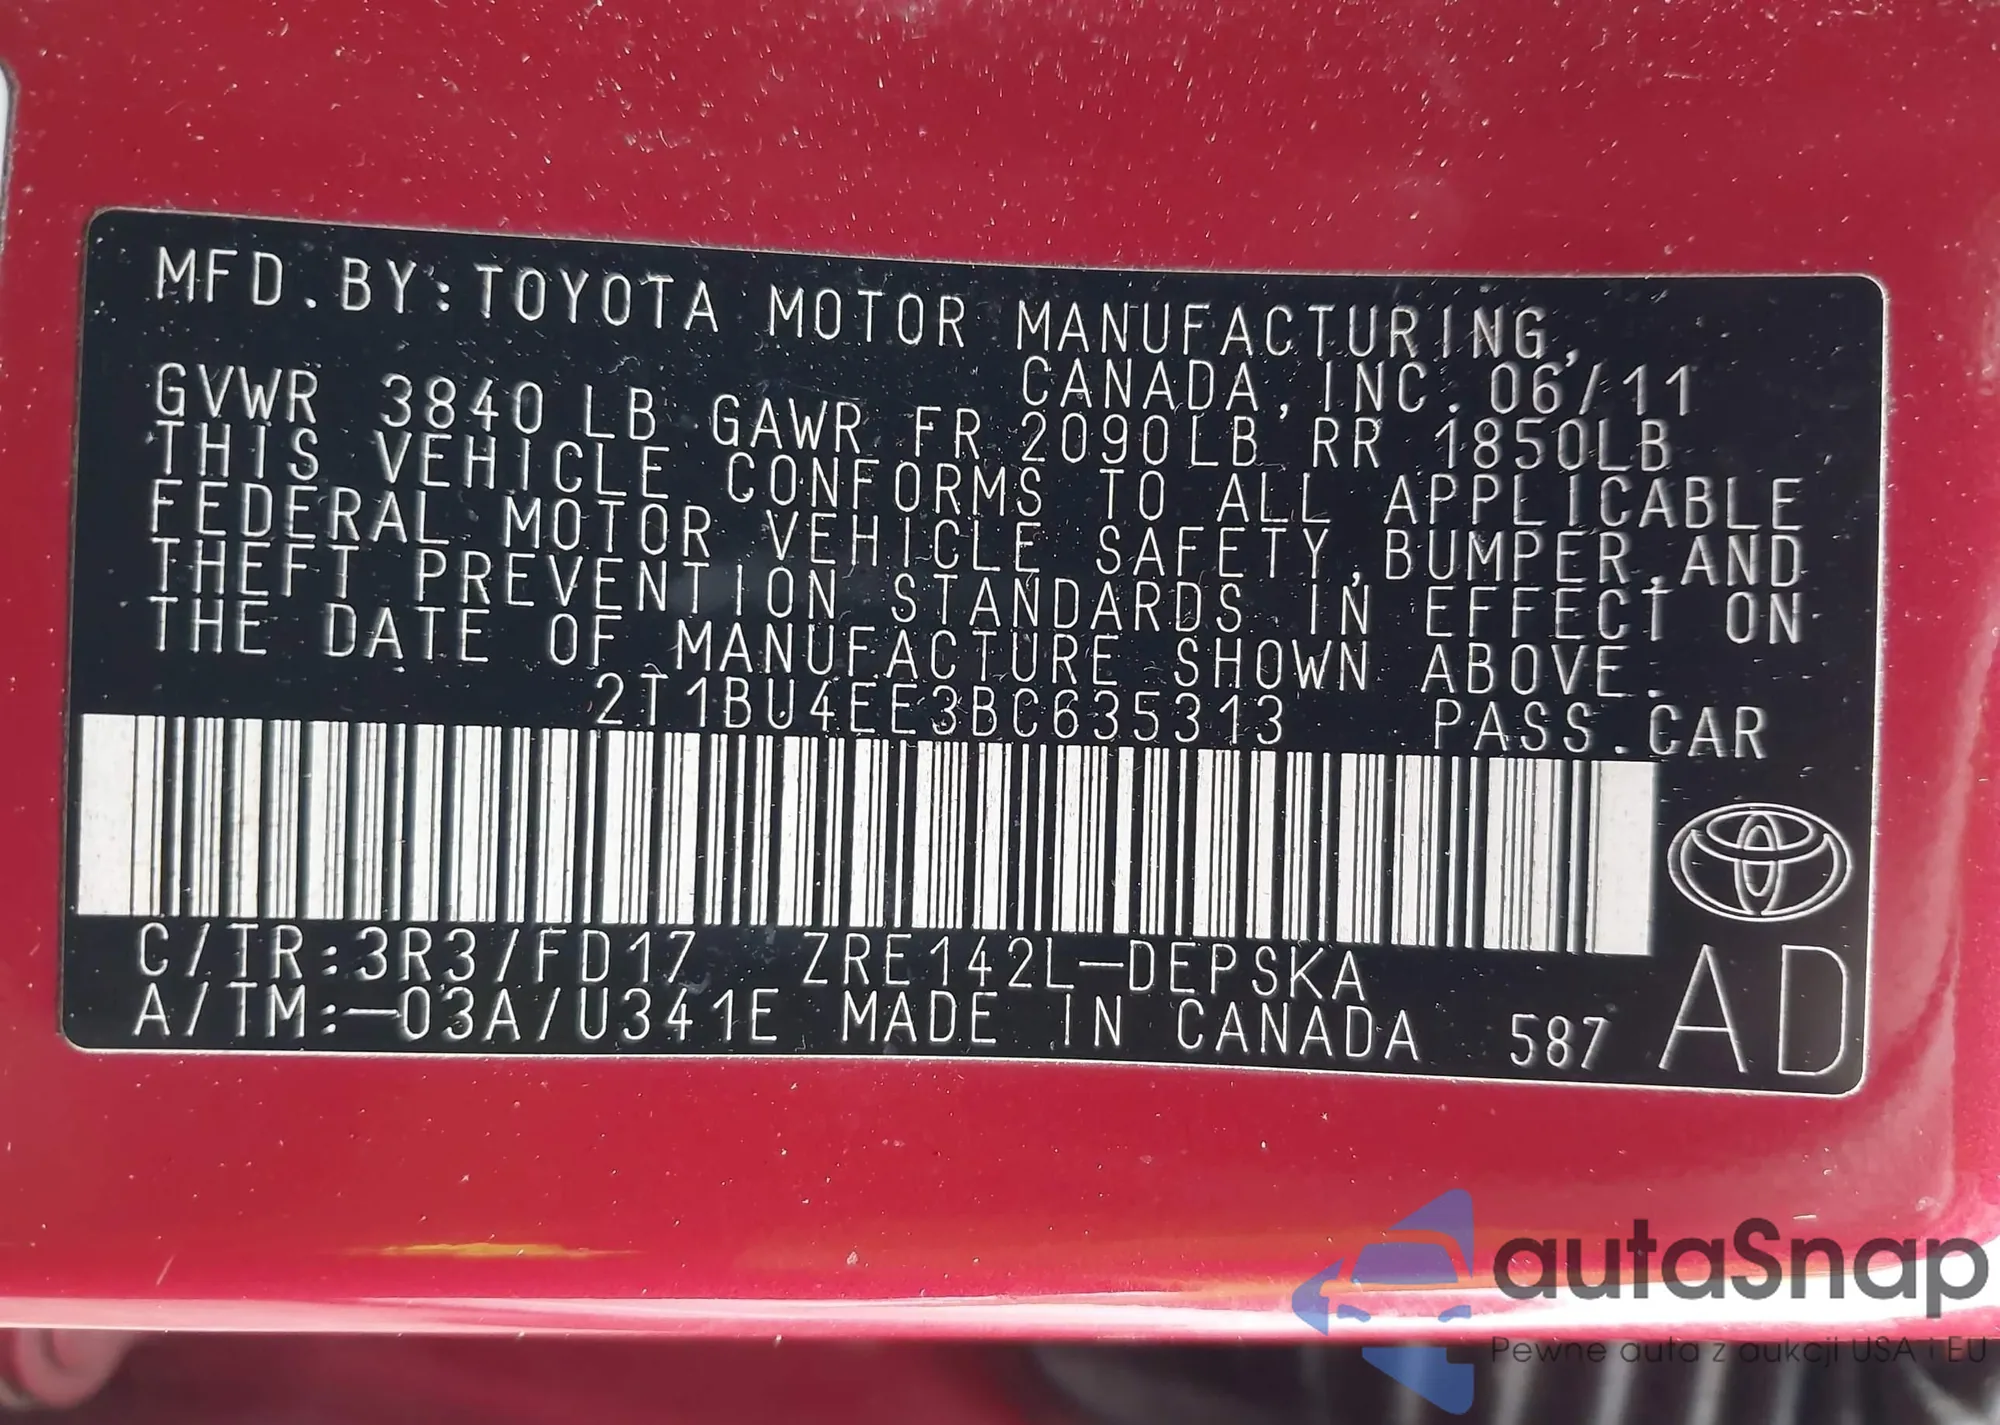 MFD.BY:TOYOTA MOTOR MANUFACTURING,
CANADA,INC.06/11
GVWR 3840 LB GAWR FR 2090LB RR 1850LB
THIS VEHICLE CONFORMS TO ALL APPLICABLE
FEDERAL MOTOR VEHICLE SAFETY,BUMPER,AND
THEFT PREVENTION STANDARDS IN EFFECT ON
THE DATE OF MANUFACTURE SHOWN ABOVE.
2T1BU4EE3BC635313 PASS.CAR
C/TR:3R3/FD17 ZRE142L-DEPSKA
A/TM:-03A/U341E MADE IN CANADA 587 AD
autaSnap
Pewne auta z aukcji USA i EU